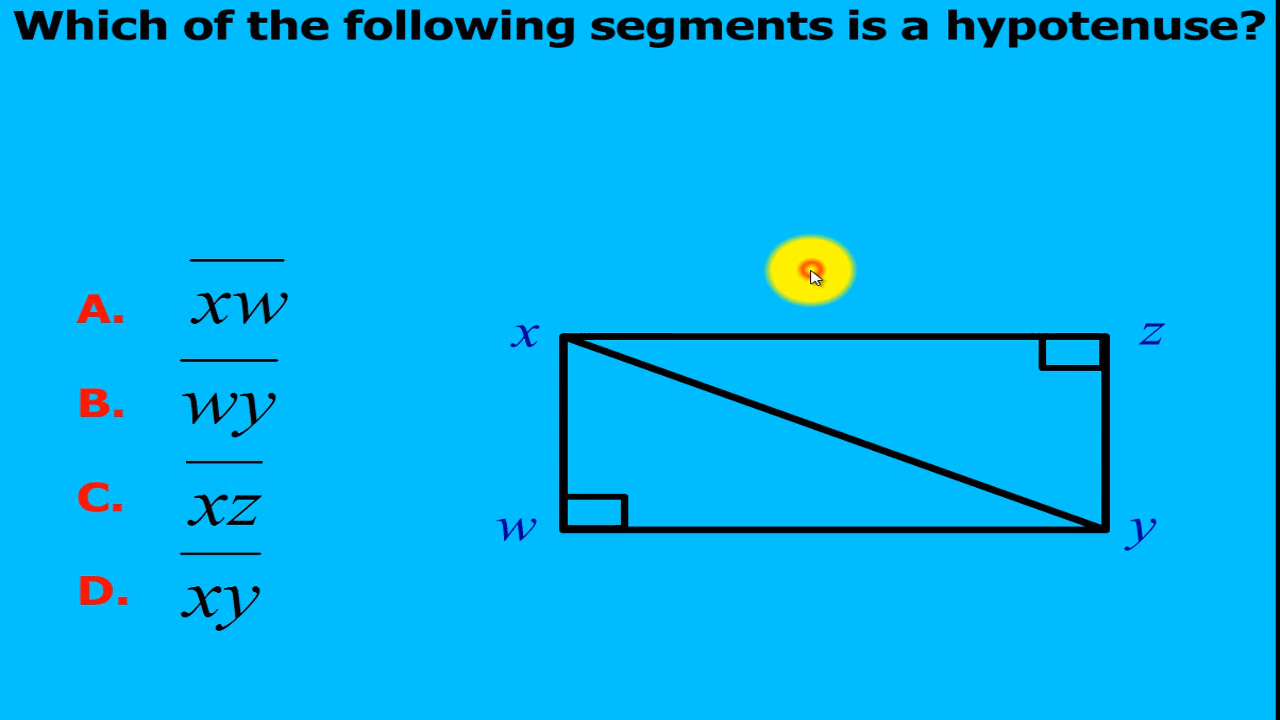 Which of the following segments is a hypotenuse?
A. xw
B. wy
C. xz
D. xy
x
z
w
y